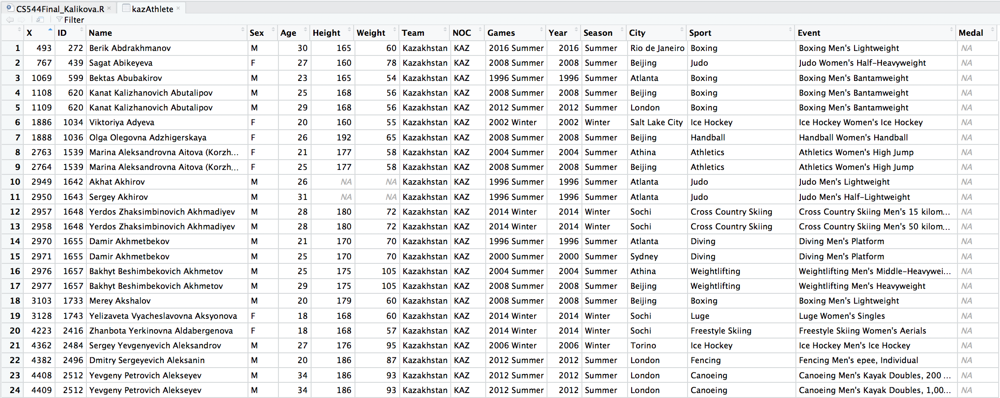 CS544Final_Kalikova.R × kazAthlete ×
Filter
X ID Name Sex Age Height Weight Team NOC Games Year Season City Sport Event Medal
1 493 272 Berik Abdrakhmanov M 30 165 60 Kazakhstan KAZ 2016 Summer 2016 Summer Rio de Janeiro Boxing Boxing Men's Lightweight NA
2 767 439 Sagat Abikeyeva F 27 160 78 Kazakhstan KAZ 2008 Summer 2008 Summer Beijing Judo Judo Women's Half-Heavyweight NA
3 1069 599 Bektas Abubakirov M 23 165 54 Kazakhstan KAZ 1996 Summer 1996 Summer Atlanta Boxing Boxing Men's Bantamweight NA
4 1108 620 Kanat Kalizhanovich Abutalipov M 25 168 56 Kazakhstan KAZ 2008 Summer 2008 Summer Beijing Boxing Boxing Men's Bantamweight NA
5 1109 620 Kanat Kalizhanovich Abutalipov M 29 168 56 Kazakhstan KAZ 2012 Summer 2012 Summer London Boxing Boxing Men's Bantamweight NA
6 1886 1034 Viktoriya Adyeva F 20 160 55 Kazakhstan KAZ 2002 Winter 2002 Winter Salt Lake City Ice Hockey Ice Hockey Women's Ice Hockey NA
7 1888 1036 Olga Olegovna Adzhigerskaya F 26 192 65 Kazakhstan KAZ 2008 Summer 2008 Summer Beijing Handball Handball Women's Handball NA
8 2763 1539 Marina Aleksandrovna Aitova (Korzh... F 21 177 58 Kazakhstan KAZ 2004 Summer 2004 Summer Athina Athletics Athletics Women's High Jump NA
9 2764 1539 Marina Aleksandrovna Aitova (Korzh... F 25 177 58 Kazakhstan KAZ 2008 Summer 2008 Summer Beijing Athletics Athletics Women's High Jump NA
10 2949 1642 Akhat Akhirov M 26 NA NA Kazakhstan KAZ 1996 Summer 1996 Summer Atlanta Judo Judo Men's Lightweight NA
11 2950 1643 Sergey Akhirov M 31 NA NA Kazakhstan KAZ 1996 Summer 1996 Summer Atlanta Judo Judo Men's Half-Lightweight NA
12 2957 1648 Yerdos Zhaksimbinovich Akhmadiyev M 28 180 72 Kazakhstan KAZ 2014 Winter 2014 Winter Sochi Cross Country Skiing Cross Country Skiing Men's 15 kilom... NA
13 2958 1648 Yerdos Zhaksimbinovich Akhmadiyev M 28 180 72 Kazakhstan KAZ 2014 Winter 2014 Winter Sochi Cross Country Skiing Cross Country Skiing Men's 50 kilom... NA
14 2970 1655 Damir Akhmetbekov M 21 170 70 Kazakhstan KAZ 1996 Summer 1996 Summer Atlanta Diving Diving Men's Platform NA
15 2971 1655 Damir Akhmetbekov M 25 170 70 Kazakhstan KAZ 2000 Summer 2000 Summer Sydney Diving Diving Men's Platform NA
16 2976 1657 Bakhyt Beshimbekovich Akhmetov M 25 175 105 Kazakhstan KAZ 2004 Summer 2004 Summer Athina Weightlifting Weightlifting Men's Middle-Heavywei... NA
17 2977 1657 Bakhyt Beshimbekovich Akhmetov M 29 175 105 Kazakhstan KAZ 2008 Summer 2008 Summer Beijing Weightlifting Weightlifting Men's Heavyweight NA
18 3103 1733 Merey Akshalov M 20 179 60 Kazakhstan KAZ 2008 Summer 2008 Summer Beijing Boxing Boxing Men's Lightweight NA
19 3128 1743 Yelizaveta Vyacheslavovna Aksyonova F 18 168 60 Kazakhstan KAZ 2014 Winter 2014 Winter Sochi Luge Luge Women's Singles NA
20 4223 2416 Zhanbota Yerkinovna Aldabergenova F 18 168 57 Kazakhstan KAZ 2014 Winter 2014 Winter Sochi Freestyle Skiing Freestyle Skiing Women's Aerials NA
21 4362 2484 Sergey Yevgenyevich Aleksandrov M 27 176 95 Kazakhstan KAZ 2006 Winter 2006 Winter Torino Ice Hockey Ice Hockey Men's Ice Hockey NA
22 4382 2496 Dmitry Sergeyevich Aleksanin M 20 186 87 Kazakhstan KAZ 2012 Summer 2012 Summer London Fencing Fencing Men's epee, Individual NA
23 4408 2512 Yevgeny Petrovich Alekseyev M 34 186 93 Kazakhstan KAZ 2012 Summer 2012 Summer London Canoeing Canoeing Men's Kayak Doubles, 200 ... NA
24 4409 2512 Yevgeny Petrovich Alekseyev M 34 186 93 Kazakhstan KAZ 2012 Summer 2012 Summer London Canoeing Canoeing Men's Kayak Doubles, 1,00... NA